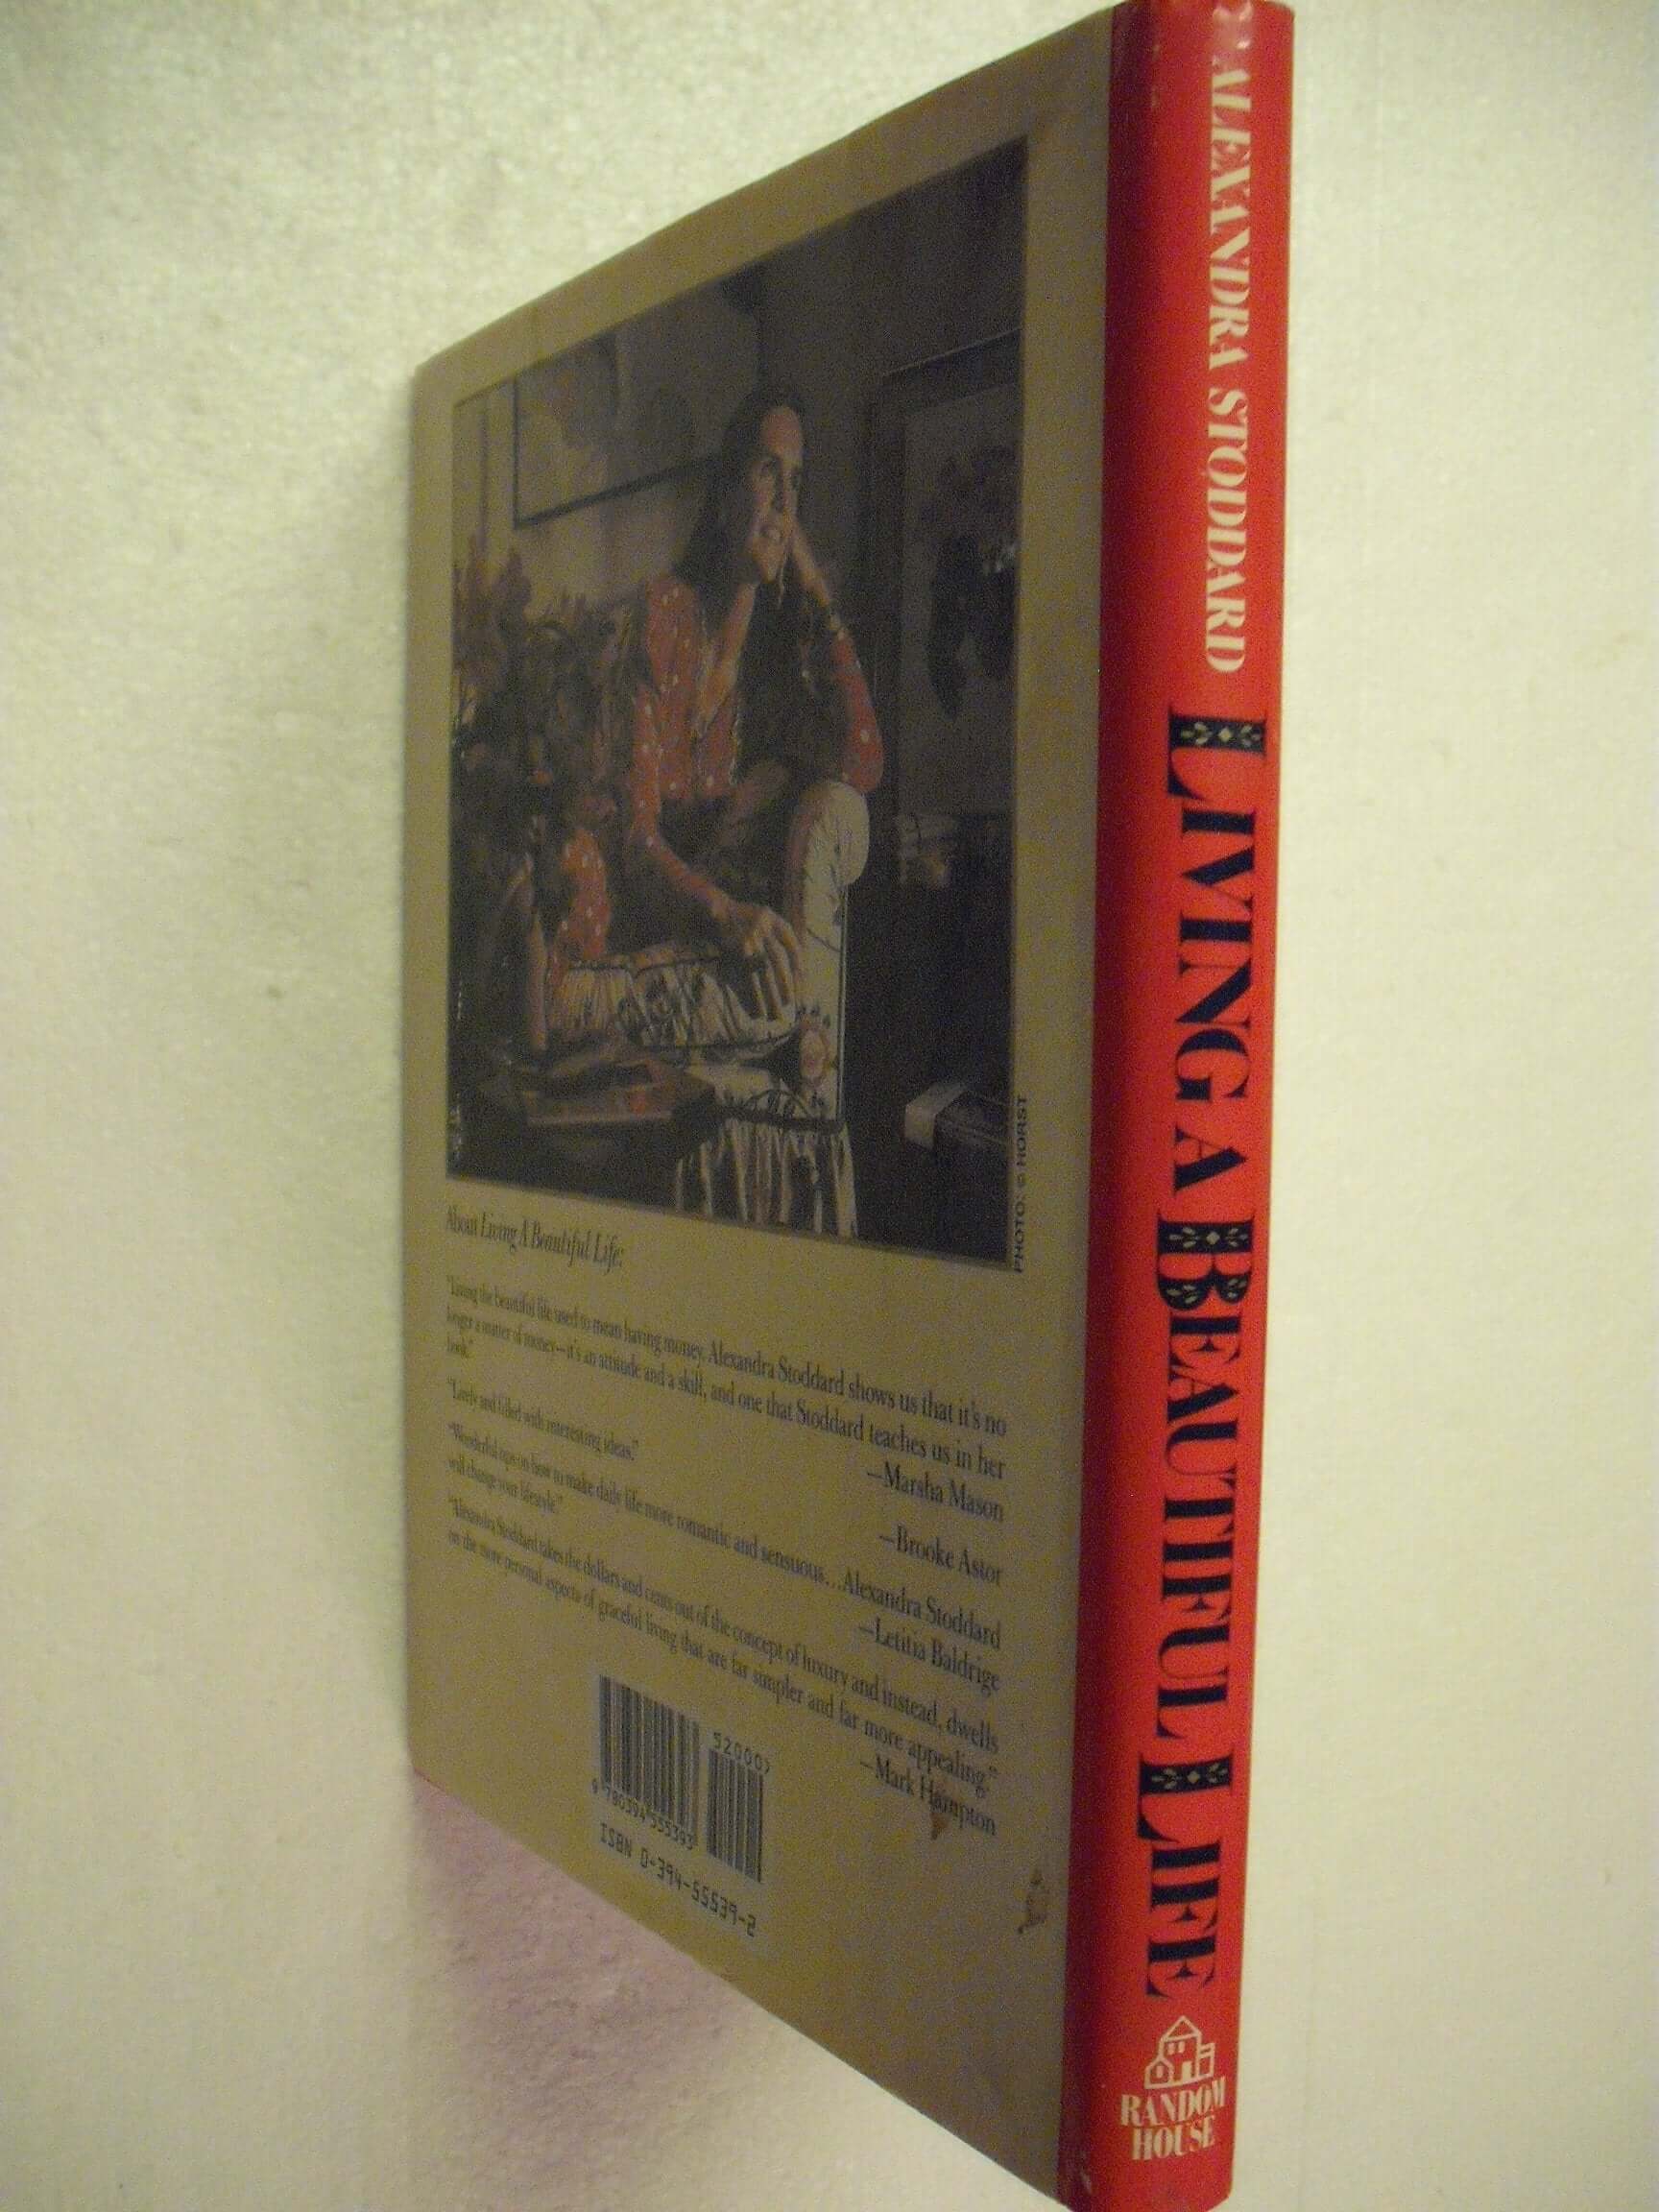 ALEXANDRA STODDARD LIVING A BEAUTIFUL LIFE
RANDOM
HOUSE
PHOTO: © HORST
About Living A Beautiful Life:
"Living the beautiful life used to mean having money. Alexandra Stoddard shows us that it's no
longer a matter of money—it's an attitude and a skill, and one that Stoddard teaches us in her
book."
—Marsha Mason
"Lively and filled with interesting ideas."
—Brooke Astor
"Wonderful tips on how to make daily life more romantic and sensuous...Alexandra Stoddard
will change your lifestyle."
—Letitia Baldrige
"Alexandra Stoddard takes the dollars and cents out of the concept of luxury and instead, dwells
on the more personal aspects of graceful living that are far simpler and far more appealing."
—Mark Hampton
52000>
9 780394 555393
ISBN 0-394-55539-2